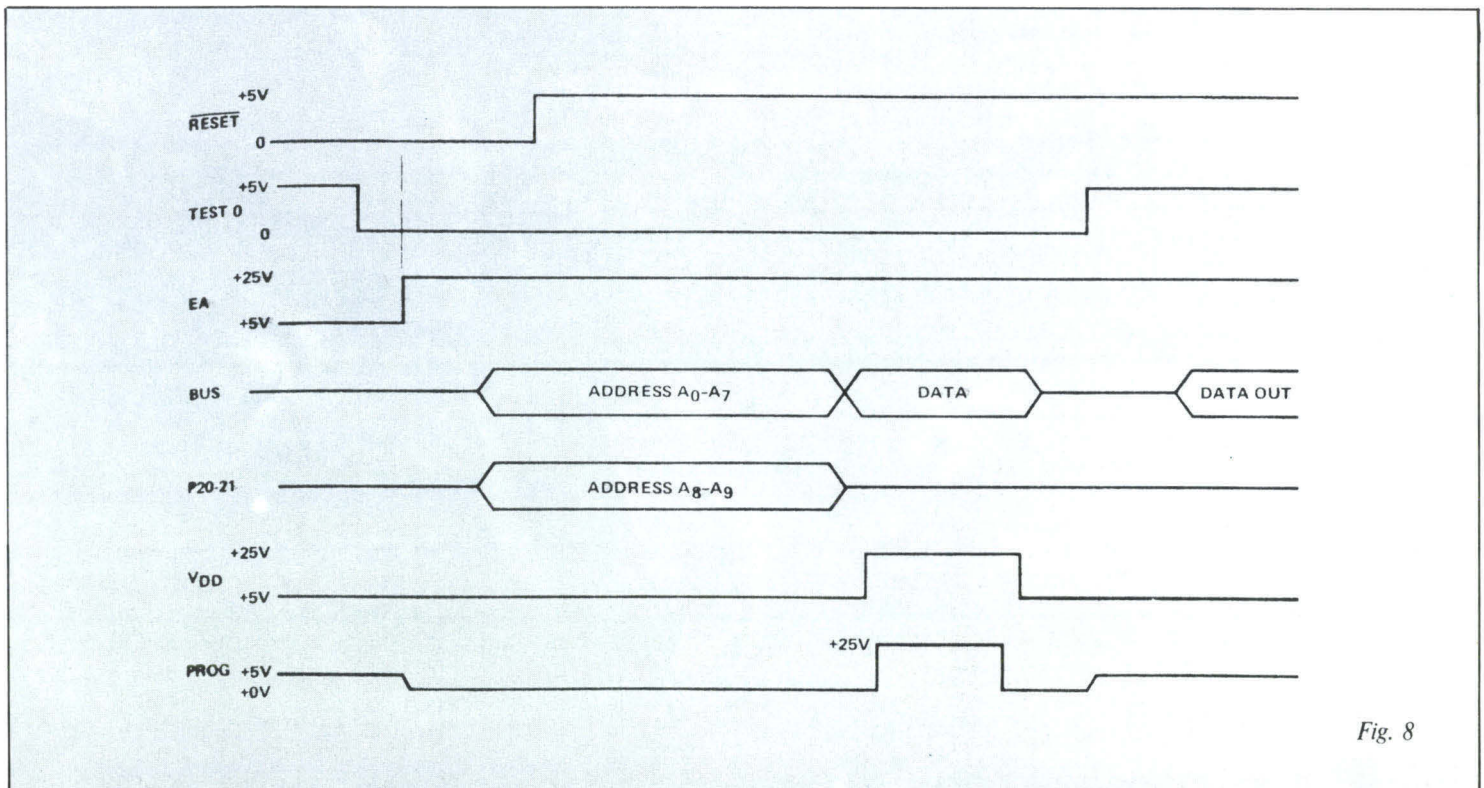 +5V
RESET
0
+5V
TEST 0
0
+25V
EA
+5V
BUS ADDRESS A0-A7 DATA DATA OUT
P20-21 ADDRESS A8-A9
+25V
VDD
+5V
+25V
PROG +5V
+0V
Fig. 8